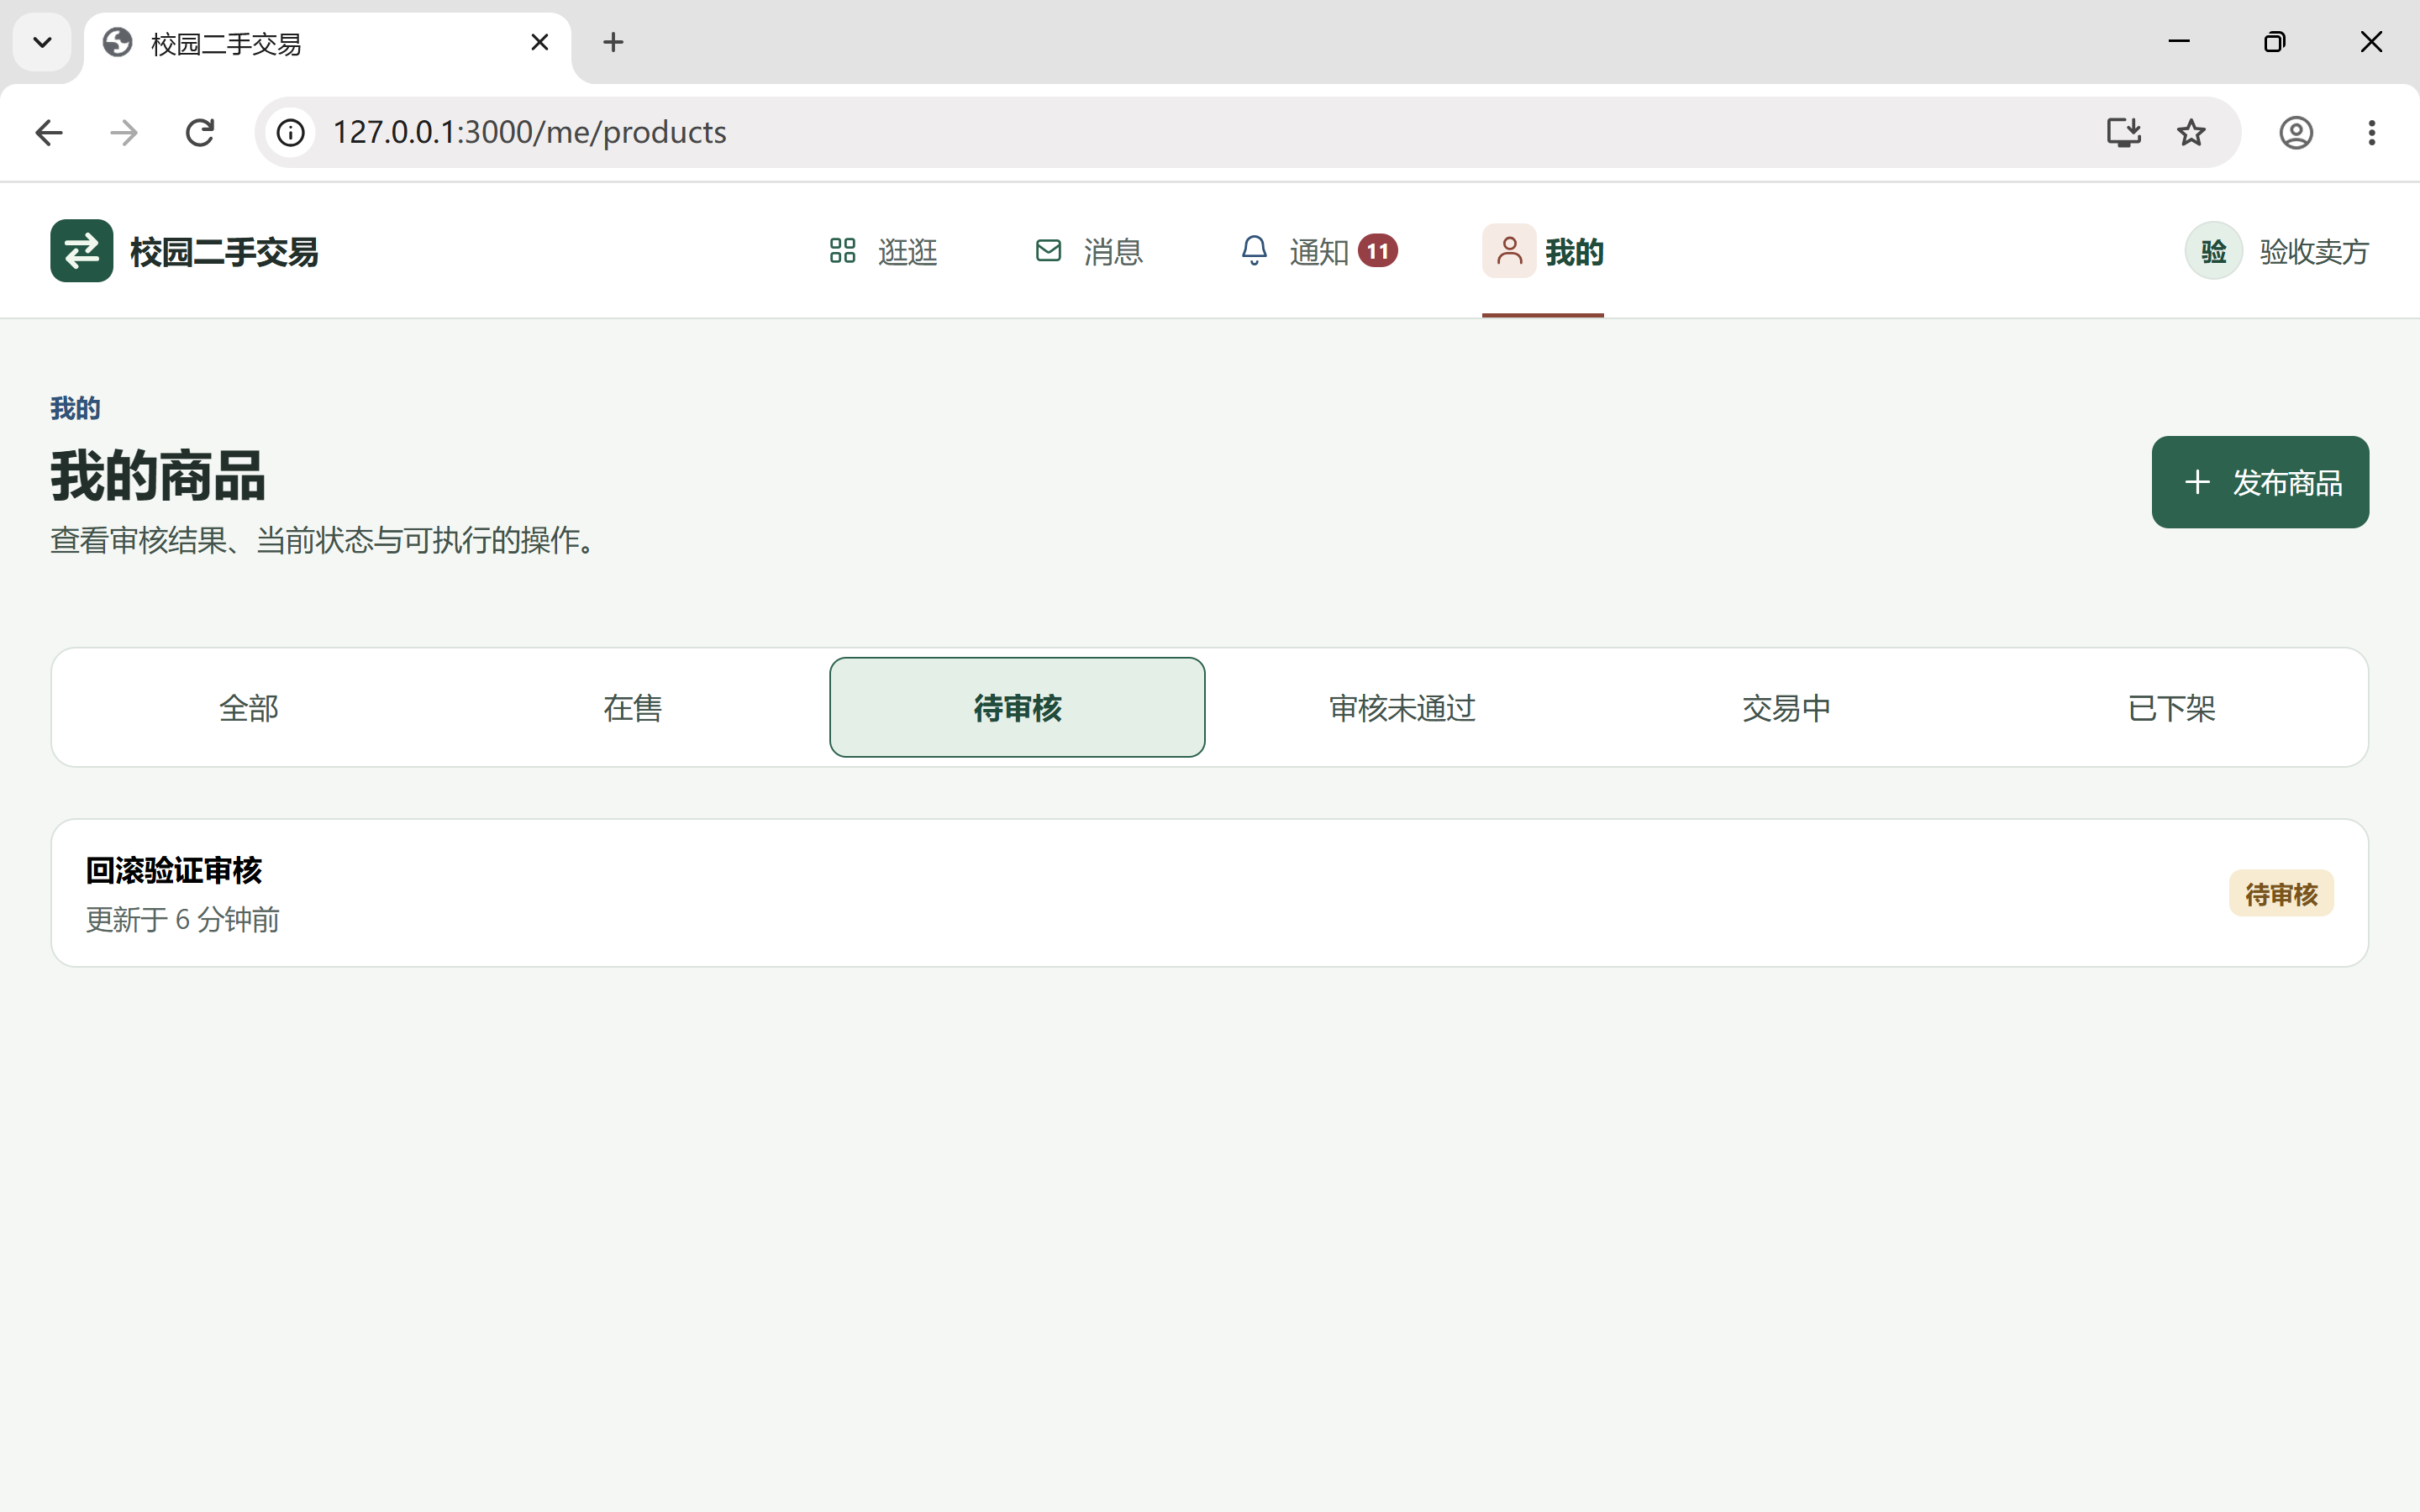 校园二手交易
127.0.0.1:3000/me/products
校园二手交易
逛逛
消息
通知 11
我的
验 验收卖方
我的
我的商品
查看审核结果、当前状态与可执行的操作。
发布商品
全部
在售
待审核
审核未通过
交易中
已下架
回滚验证审核
更新于 6 分钟前
待审核